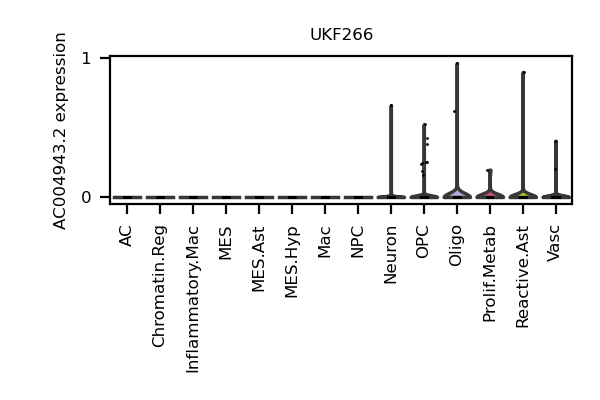 UKF266
AC004943.2 expression
1
0
AC
Chromatin.Reg
Inflammatory.Mac
MES
MES.Ast
MES.Hyp
Mac
NPC
Neuron
OPC
Oligo
Prolif.Metab
Reactive.Ast
Vasc